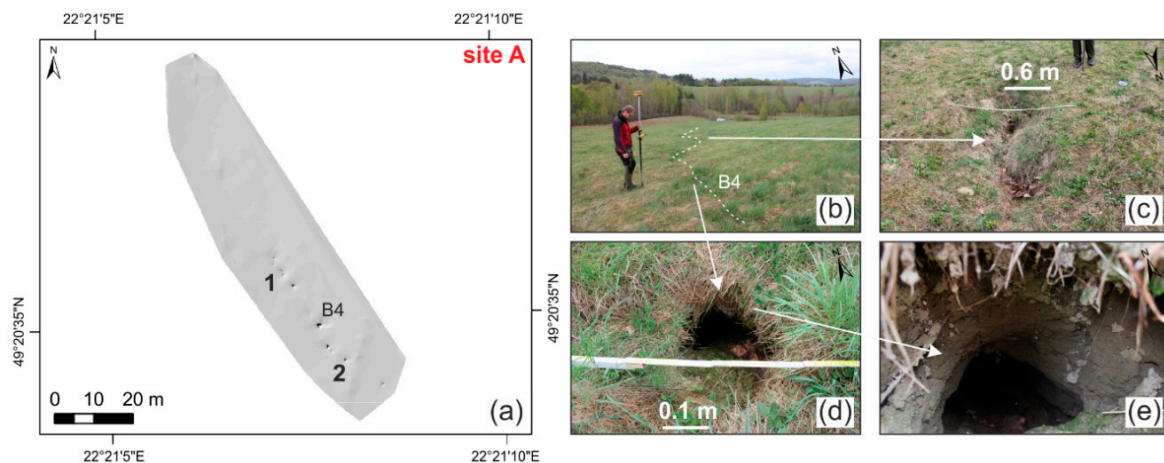 22°21'5"E
22°21'10"E
N
site A
49°20'35"N
49°20'35"N
1
B4
2
0 10 20 m
(a)
22°21'5"E
22°21'10"E
N
B4
(b)
N
0.6 m
(c)
N
0.1 m
(d)
N
(e)